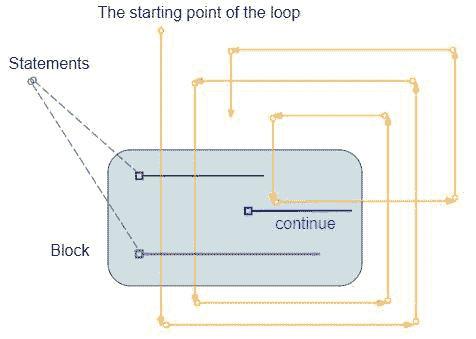 The starting point of the loop
Statements
continue
Block